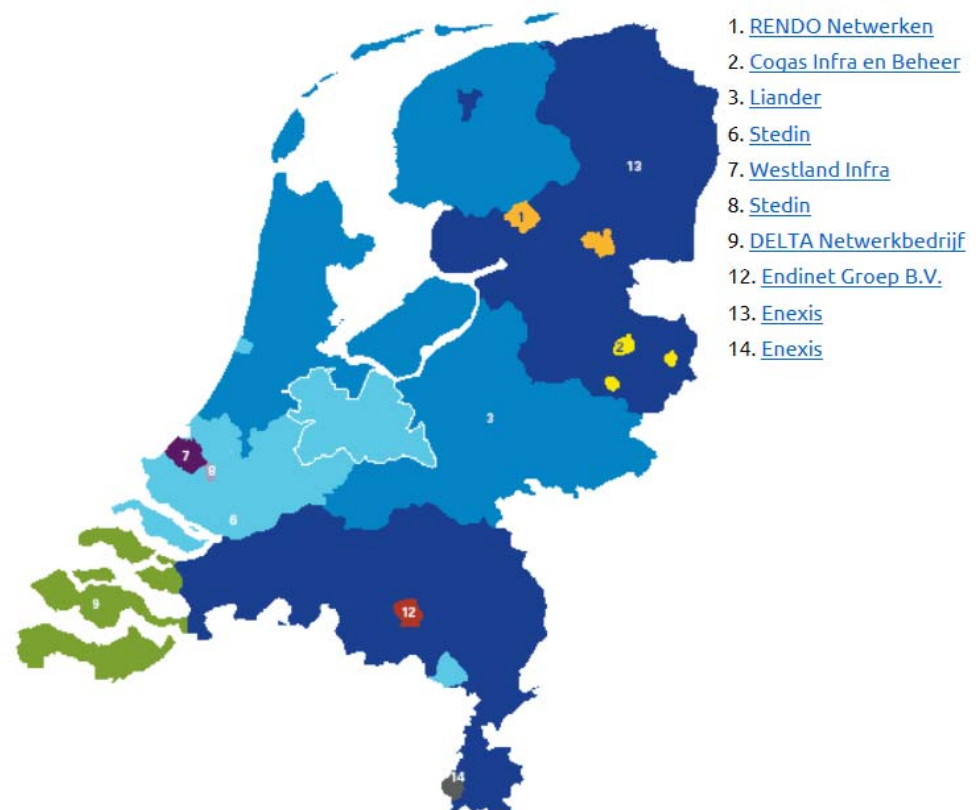 1. RENDO Netwerken
2. Cogas Infra en Beheer
3. Liander
6. Stedin
7. Westland Infra
8. Stedin
9. DELTA Netwerkbedrijf
12. Endinet Groep B.V.
13. Enexis
14. Enexis
13
1
2
3
7
8
6
9
12
14